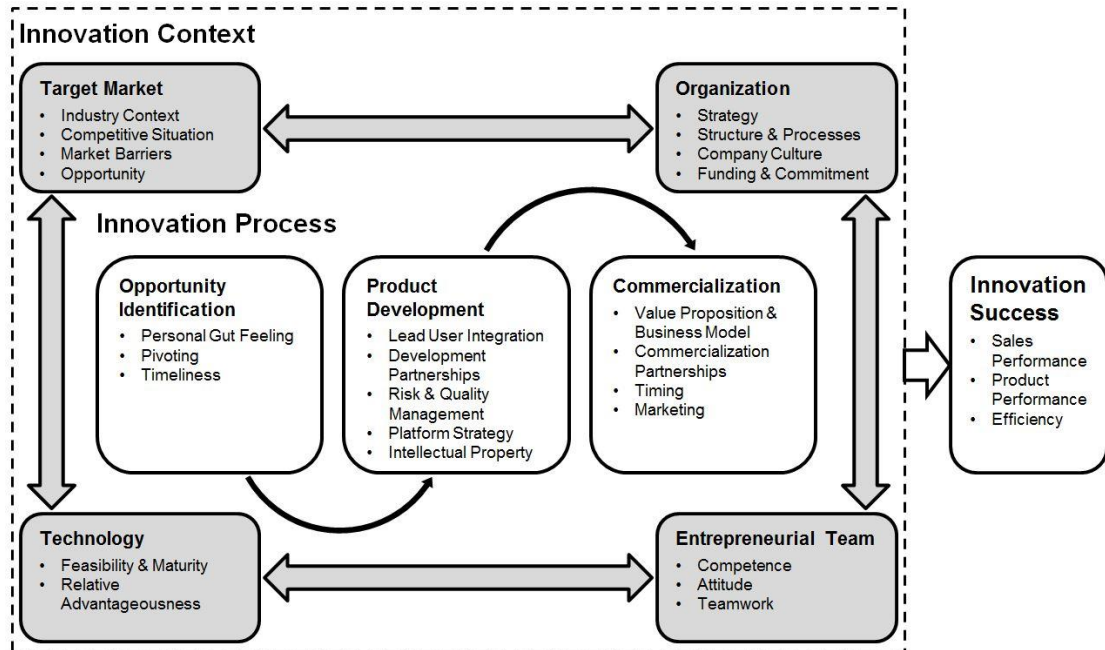 Innovation Context
Target Market
• Industry Context
• Competitive Situation
• Market Barriers
• Opportunity
Organization
• Strategy
• Structure & Processes
• Company Culture
• Funding & Commitment
Innovation Process
Opportunity
Identification
• Personal Gut Feeling
• Pivoting
• Timeliness
Product
Development
• Lead User Integration
• Development
Partnerships
• Risk & Quality
Management
• Platform Strategy
• Intellectual Property
Commercialization
• Value Proposition &
Business Model
• Commercialization
Partnerships
• Timing
• Marketing
Innovation
Success
• Sales
Performance
• Product
Performance
• Efficiency
Technology
• Feasibility & Maturity
• Relative
Advantageousness
Entrepreneurial Team
• Competence
• Attitude
• Teamwork